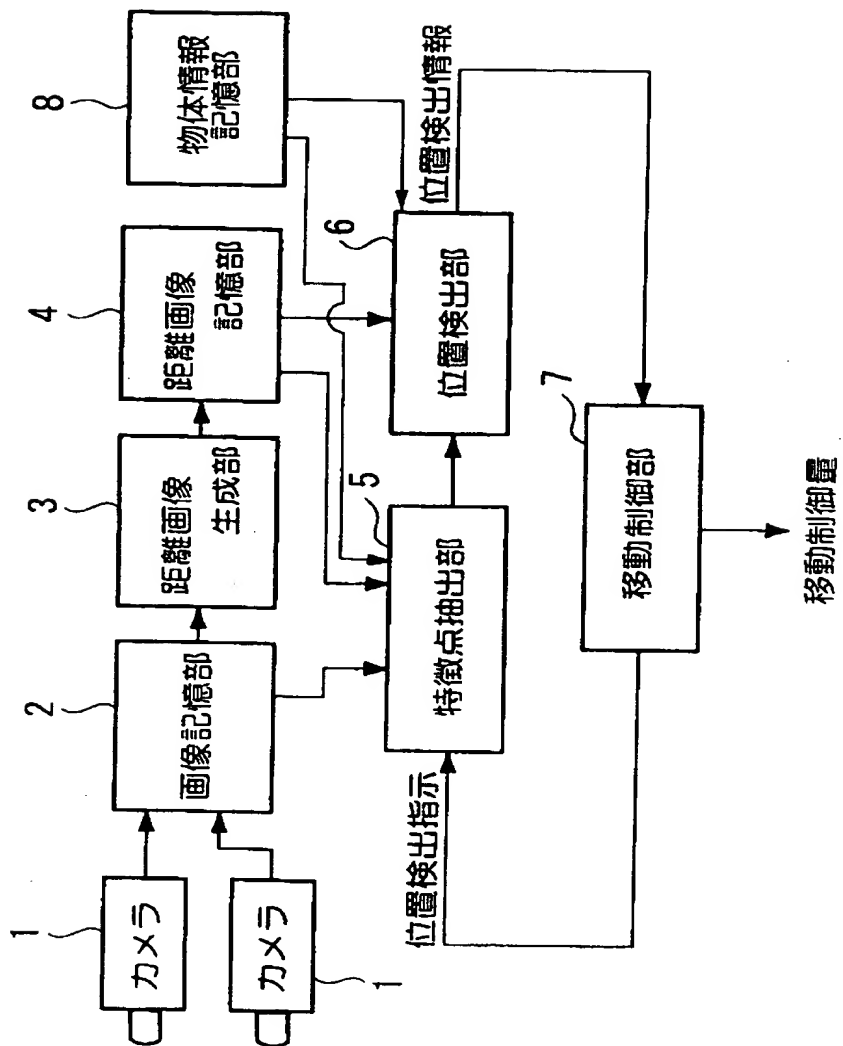 1
カメラ
カメラ
1
2
画像記憶部
3
距離画像
生成部
4
距離画像
記憶部
8
物体情報
記憶部
5
特徴点抽出部
6
位置検出部
位置検出指示
位置検出情報
7
移動制御部
移動制御量